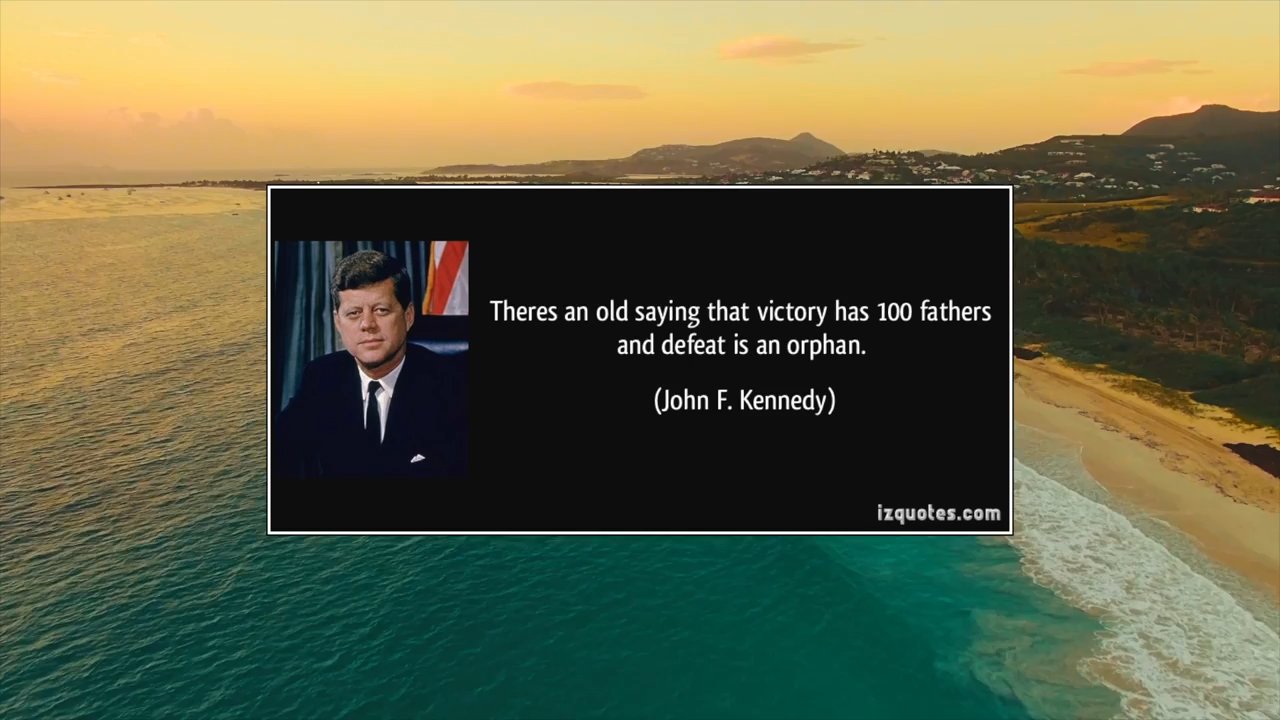 Theres an old saying that victory has 100 fathers
and defeat is an orphan.
(John F. Kennedy)
izquotes.com